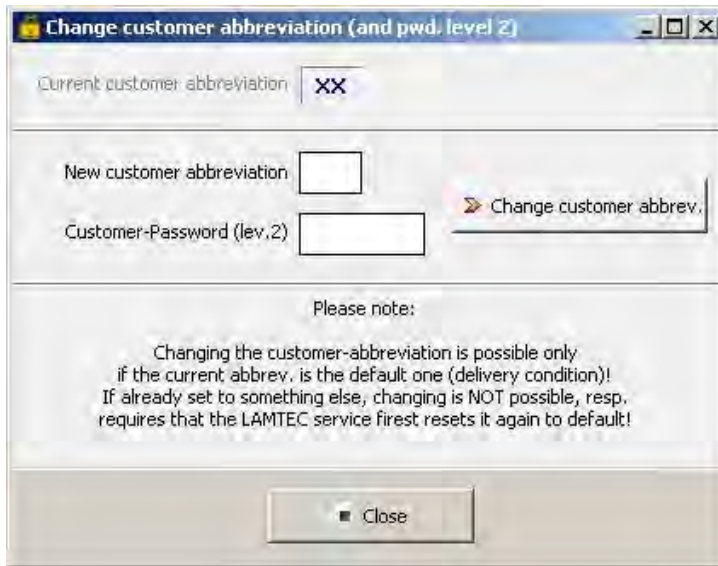 Change customer abbreviation (and pwd. level 2)
Current customer abbreviation XX
New customer abbreviation
Change customer abbrev.
Customer-Password (lev.2)
Please note:
Changing the customer-abbreviation is possible only
if the current abbrev. is the default one (delivery condition)!
If already set to something else, changing is NOT possible, resp.
requires that the LAMTEC service firest resets it again to default!
Close